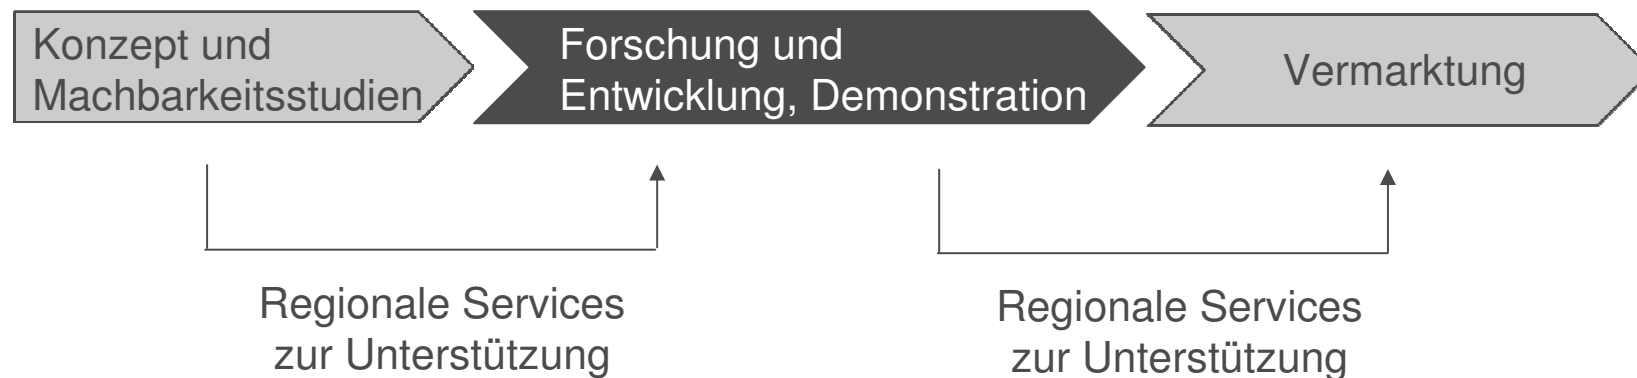 Konzept und
Machbarkeitsstudien
Forschung und
Entwicklung, Demonstration
Vermarktung
Regionale Services
zur Unterstützung
Regionale Services
zur Unterstützung